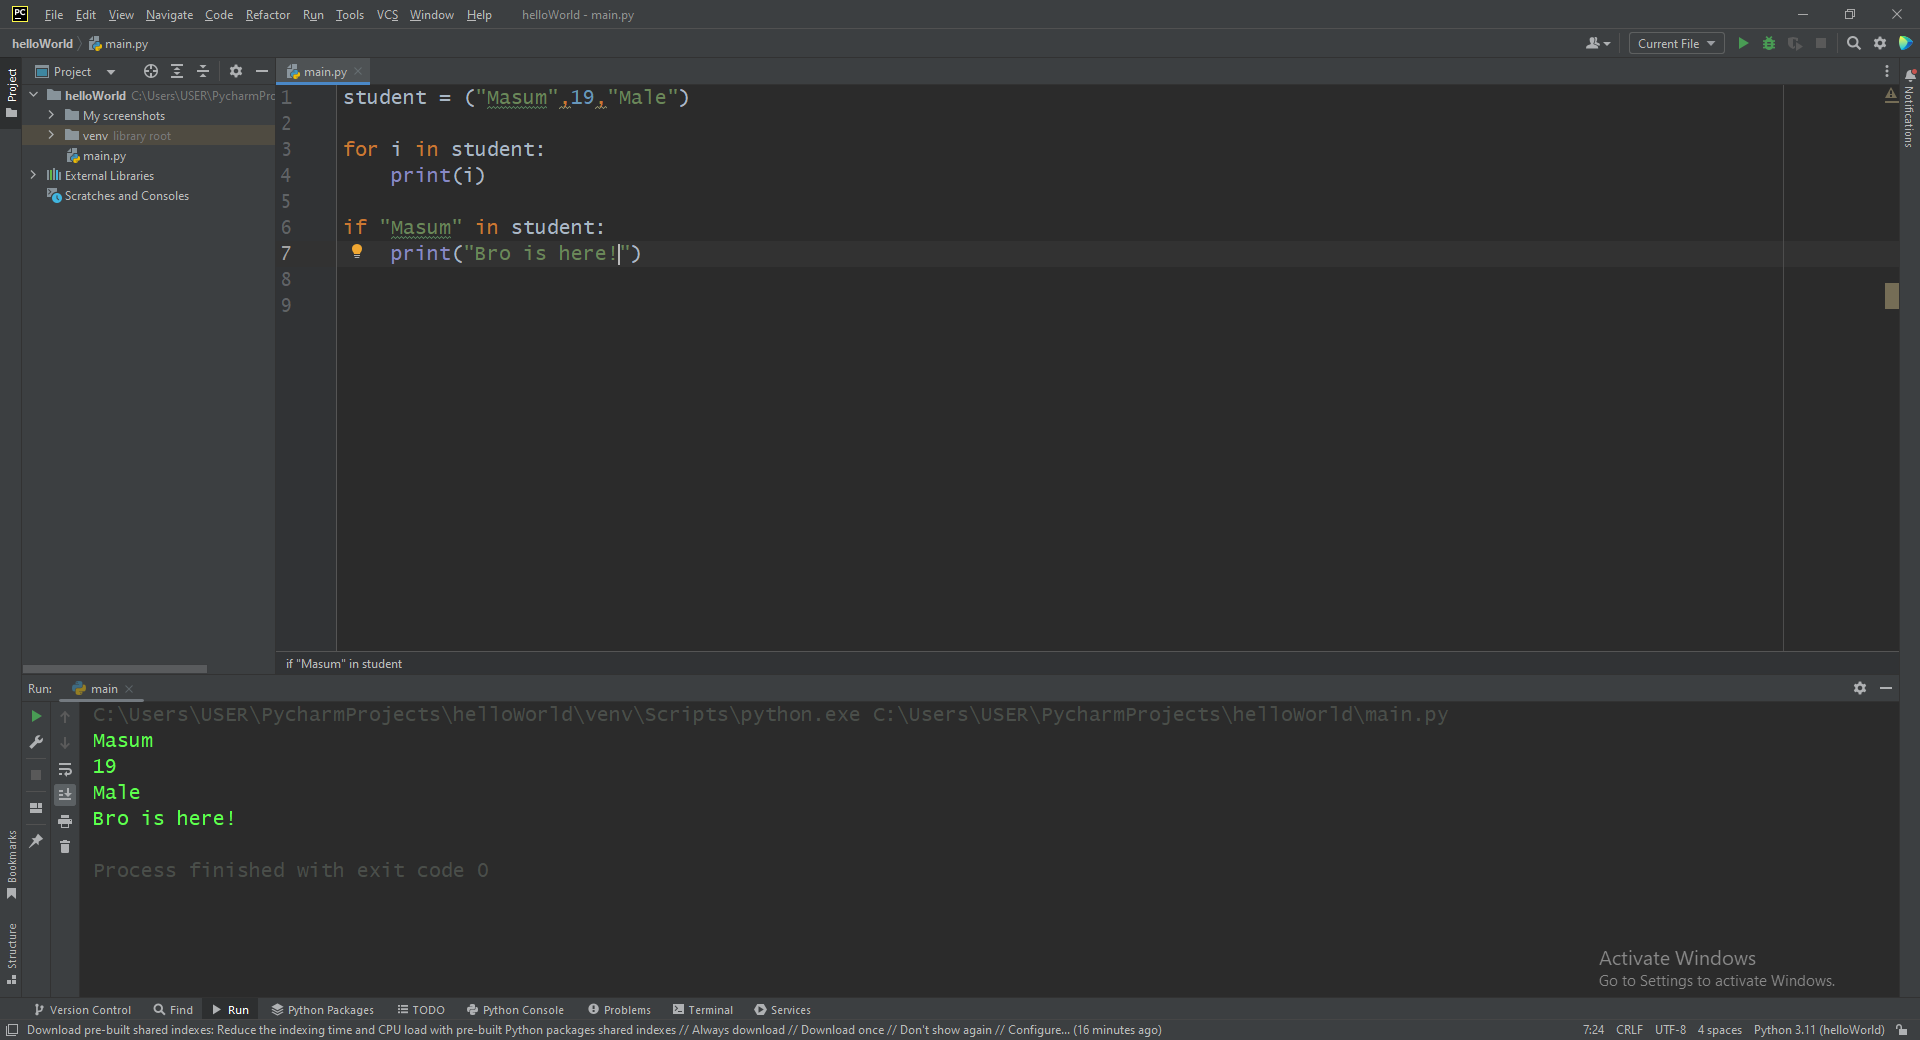 PC File Edit View Navigate Code Refactor Run Tools VCS Window Help helloWorld - main.py
helloWorld main.py Current File
Project main.py
Project
helloWorld C:\Users\USER\PycharmPro
My screenshots
venv library root
main.py
External Libraries
Scratches and Consoles
1 student = ("Masum",19,"Male")
2
3 for i in student:
4 print(i)
5
6 if "Masum" in student:
7 print("Bro is here!")
8
9
Notifications
if "Masum" in student
Run: main
C:\Users\USER\PycharmProjects\helloWorld\venv\Scripts\python.exe C:\Users\USER\PycharmProjects\helloWorld\main.py
Masum
19
Male
Bro is here!
Process finished with exit code 0
Bookmarks
Structure
Activate Windows
Go to Settings to activate Windows.
Version Control Find Run Python Packages TODO Python Console Problems Terminal Services
Download pre-built shared indexes: Reduce the indexing time and CPU load with pre-built Python packages shared indexes // Always download // Download once // Don't show again // Configure... (16 minutes ago) 7:24 CRLF UTF-8 4 spaces Python 3.11 (helloWorld)